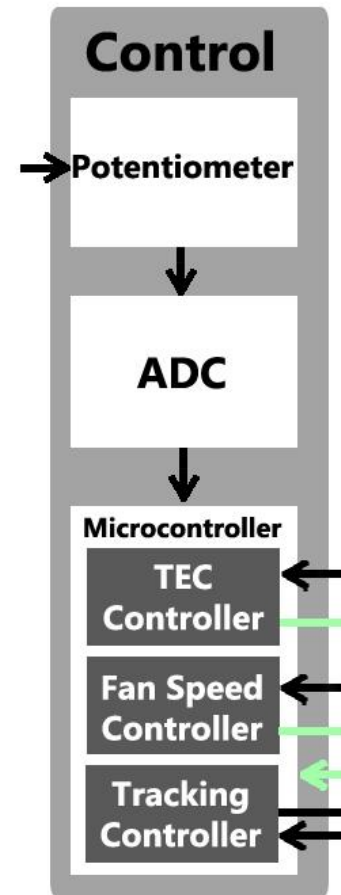 Control
Potentiometer
ADC
Microcontroller
TEC
Controller
Fan Speed
Controller
Tracking
Controller